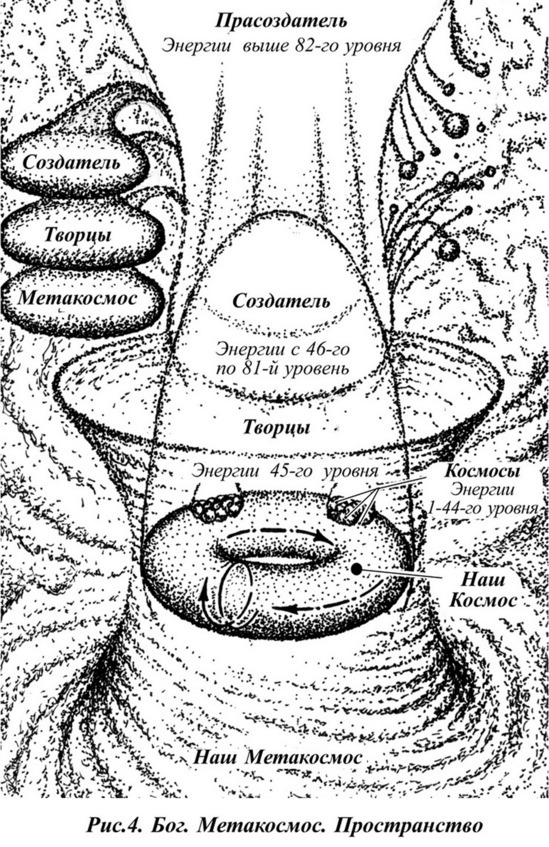 Прасоздатель
Энергии выше 82-го уровня
Создатель
Творцы
Метакосмос
Создатель
Энергии с 46-го
по 81-й уровень
Творцы
Энергии 45-го уровня
Космосы
Энергии
1-44-го уровня
Наш
Космос
Наш Метакосмос
Рис.4. Бог. Метакосмос. Пространство